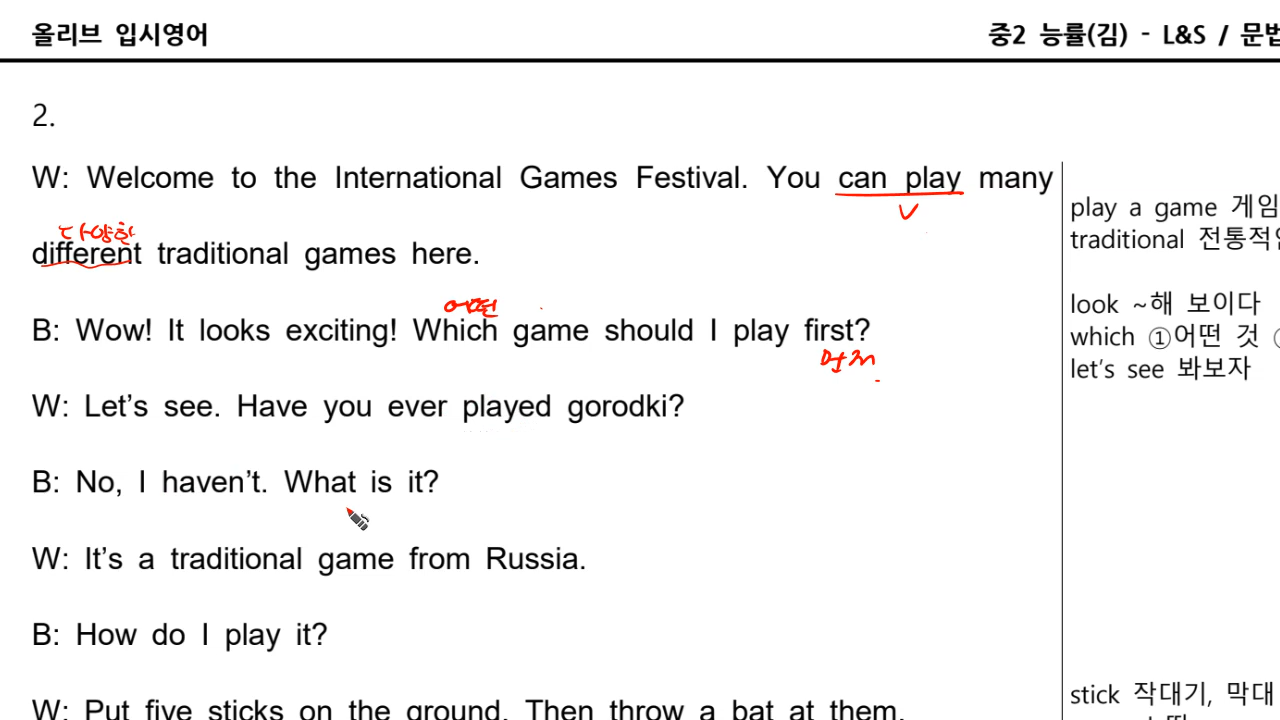 올리브 입시영어
중2 능률(김) - L&S / 문법
2.
W: Welcome to the International Games Festival. You can play many
V
다양한
different traditional games here.
어떤
B: Wow! It looks exciting! Which game should I play first?
먼저
W: Let's see. Have you ever played gorodki?
B: No, I haven't. What is it?
W: It's a traditional game from Russia.
B: How do I play it?
W: Put five sticks on the ground. Then throw a bat at them.
play a game 게임
traditional 전통적인
look ~해 보이다
which ①어떤 것
let's see 봐보자
stick 작대기, 막대